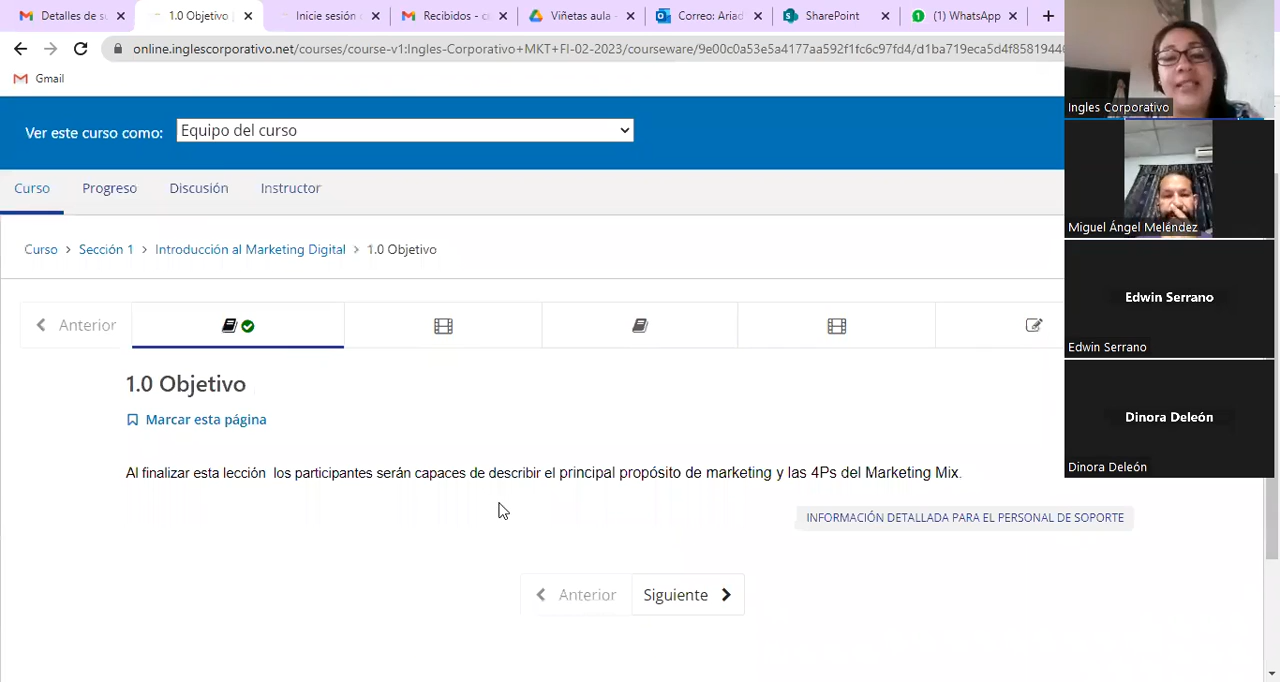 Detalles de su
1.0 Objetivo
Inicie sesión
Recibidos - c
Viñetas aula -
Correo: Ariad
SharePoint
(1) WhatsApp
online.inglescorporativo.net/courses/course-v1:Ingles-Corporativo+MKT+FI-02-2023/courseware/9e00c0a53e5a4177aa592f1fc6c97fd4/d1ba719eca5d4f85819440
Gmail
Ver este curso como:
Equipo del curso
Curso
Progreso
Discusión
Instructor
Curso > Sección 1 > Introducción al Marketing Digital > 1.0 Objetivo
Anterior
1.0 Objetivo
Marcar esta página
Al finalizar esta lección los participantes serán capaces de describir el principal propósito de marketing y las 4Ps del Marketing Mix.
INFORMACIÓN DETALLADA PARA EL PERSONAL DE SOPORTE
Anterior
Siguiente
Ingles Corporativo
Miguel Ángel Meléndez
Edwin Serrano
Edwin Serrano
Dinora Deleón
Dinora Deleón